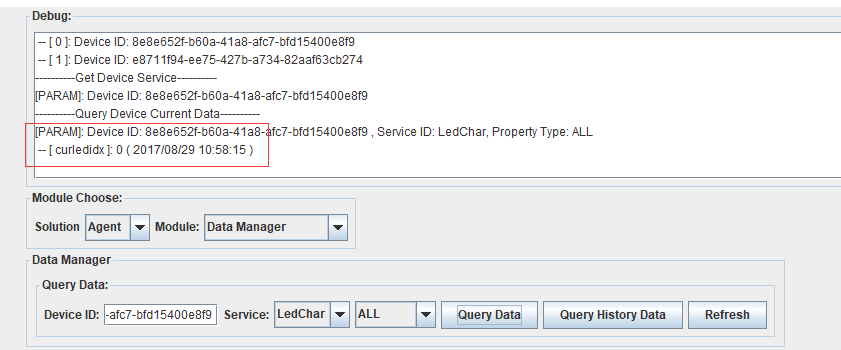 Debug:
-- [ 0 ]: Device ID: 8e8e652f-b60a-41a8-afc7-bfd15400e8f9
-- [ 1 ]: Device ID: e8711f94-ee75-427b-a734-82aaf63cb274
----------Get Device Service----------
[PARAM]: Device ID: 8e8e652f-b60a-41a8-afc7-bfd15400e8f9
----------Query Device Current Data----------
[PARAM]: Device ID: 8e8e652f-b60a-41a8-afc7-bfd15400e8f9 , Service ID: LedChar, Property Type: ALL
-- [ curledidx ]: 0 ( 2017/08/29 10:58:15 )
Module Choose:
Solution Agent Module: Data Manager
Data Manager
Query Data:
Device ID: -afc7-bfd15400e8f9 Service: LedChar ALL Query Data Query History Data Refresh